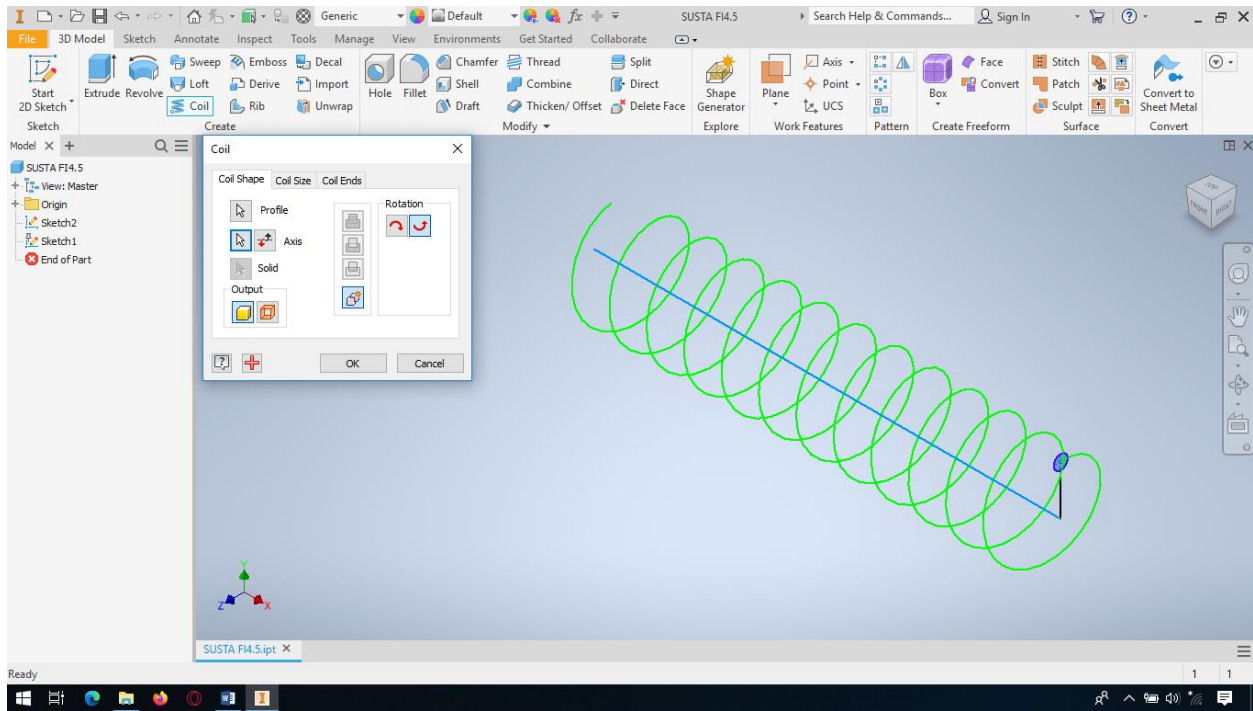 Generic Default fx SUSTA FI4.5 Search Help & Commands... Sign In
File 3D Model Sketch Annotate Inspect Tools Manage View Environments Get Started Collaborate
Start 2D Sketch
Extrude
Revolve
Sweep
Loft
Coil
Emboss
Derive
Rib
Decal
Import
Unwrap
Hole
Fillet
Chamfer
Shell
Draft
Thread
Combine
Thicken/ Offset
Split
Direct
Delete Face
Shape Generator
Plane
Axis
Point
UCS
Box
Face
Convert
Stitch
Patch
Sculpt
Convert to Sheet Metal
Sketch Create Modify Explore Work Features Pattern Create Freeform Surface Convert
Model
SUSTA FI4.5
View: Master
Origin
Sketch2
Sketch1
End of Part
Coil
Coil Shape Coil Size Coil Ends
Profile
Axis
Solid
Output
Rotation
OK Cancel
FRONT RIGHT
Y
Z X
SUSTA FI4.5.ipt
Ready 1 1